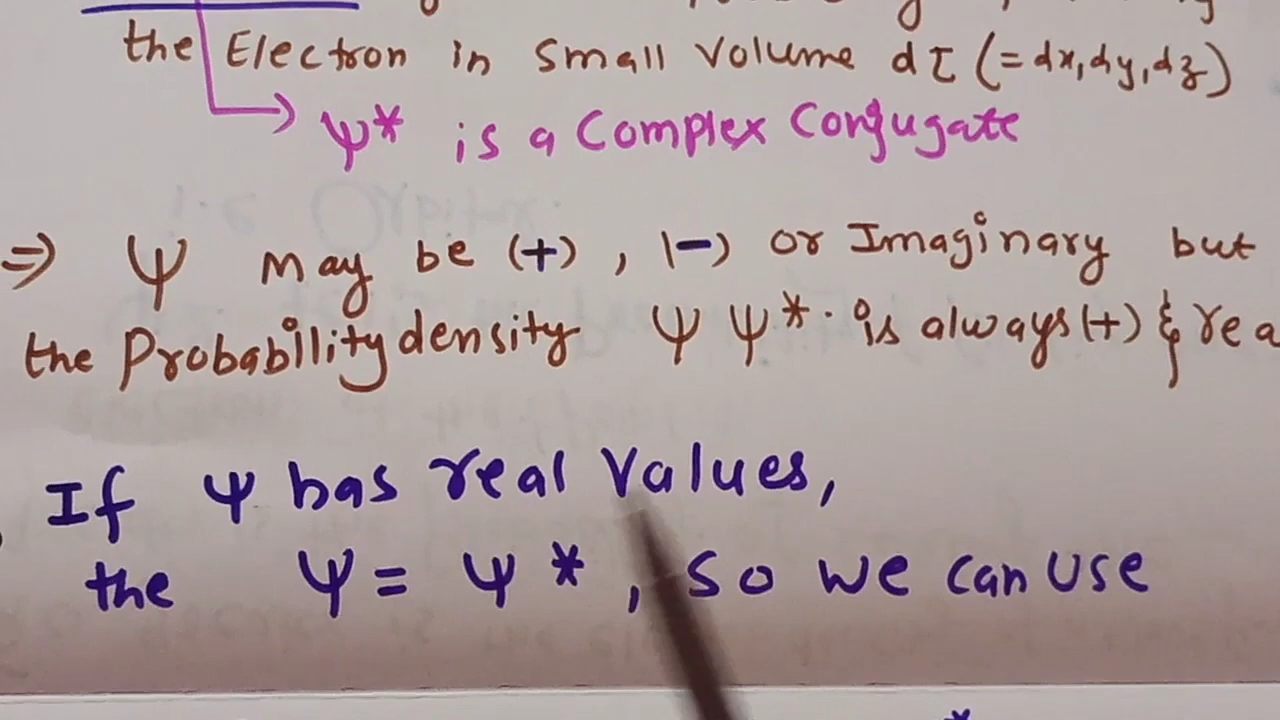 the Electron in Small Volume dτ (= dx, dy, dz)
ψ* is a Complex Conjugate
⇒ ψ may be (+), (-) or Imaginary but
the Probability density ψ ψ* is always (+) & rea
If ψ has real values,
the ψ = ψ*, so we can use